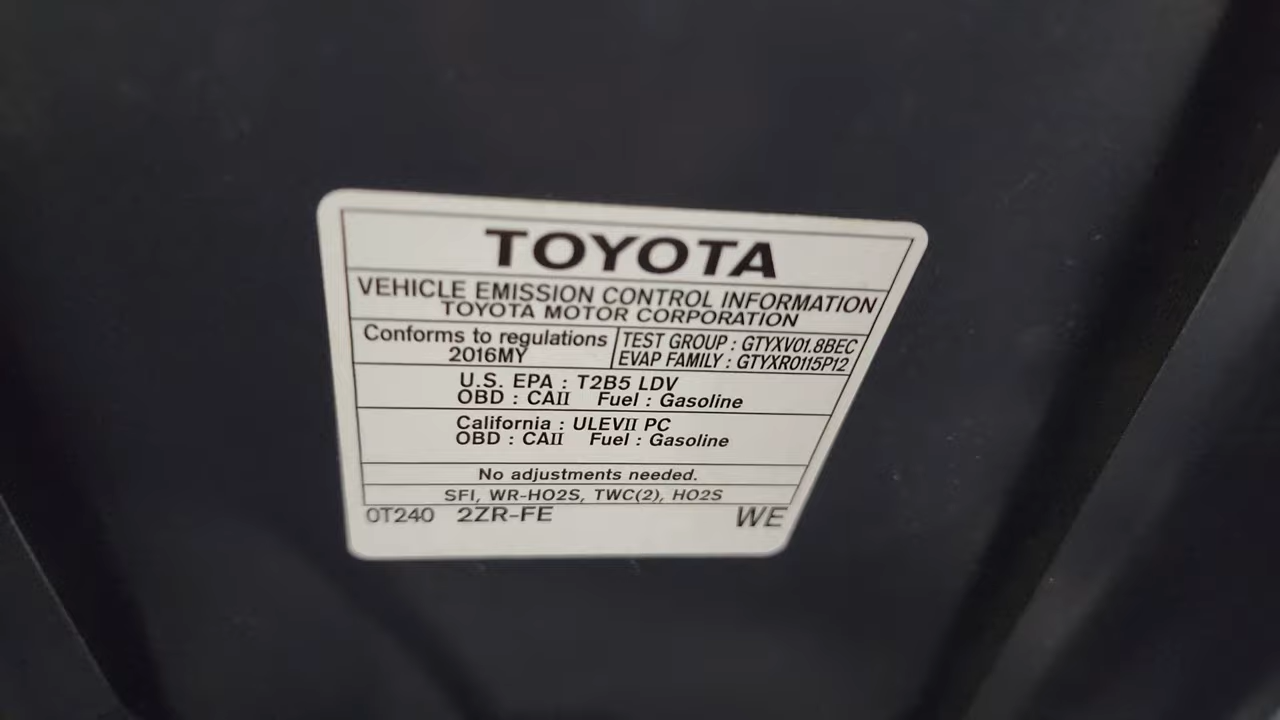 TOYOTA
VEHICLE EMISSION CONTROL INFORMATION
TOYOTA MOTOR CORPORATION
Conforms to regulations
2016MY
TEST GROUP : GTYXV01.8BEC
EVAP FAMILY : GTYXR0115P12
U.S. EPA : T2B5 LDV
OBD : CAII Fuel : Gasoline
California : ULEVII PC
OBD : CAII Fuel : Gasoline
No adjustments needed.
SFI, WR-HO2S, TWC(2), HO2S
0T240 2ZR-FE WE